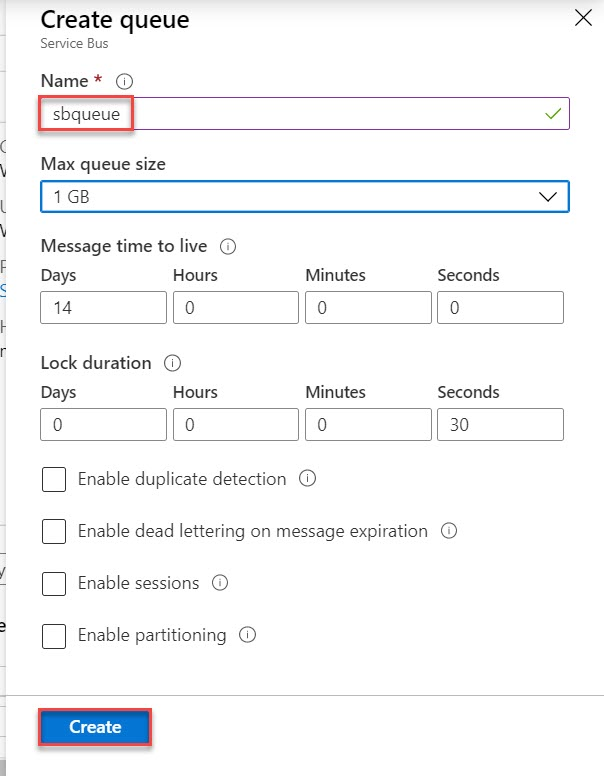 Create queue
Service Bus
Name *
sbqueue
Max queue size
1 GB
Message time to live
Days Hours Minutes Seconds
14 0 0 0
Lock duration
Days Hours Minutes Seconds
0 0 0 30
Enable duplicate detection
Enable dead lettering on message expiration
Enable sessions
Enable partitioning
Create